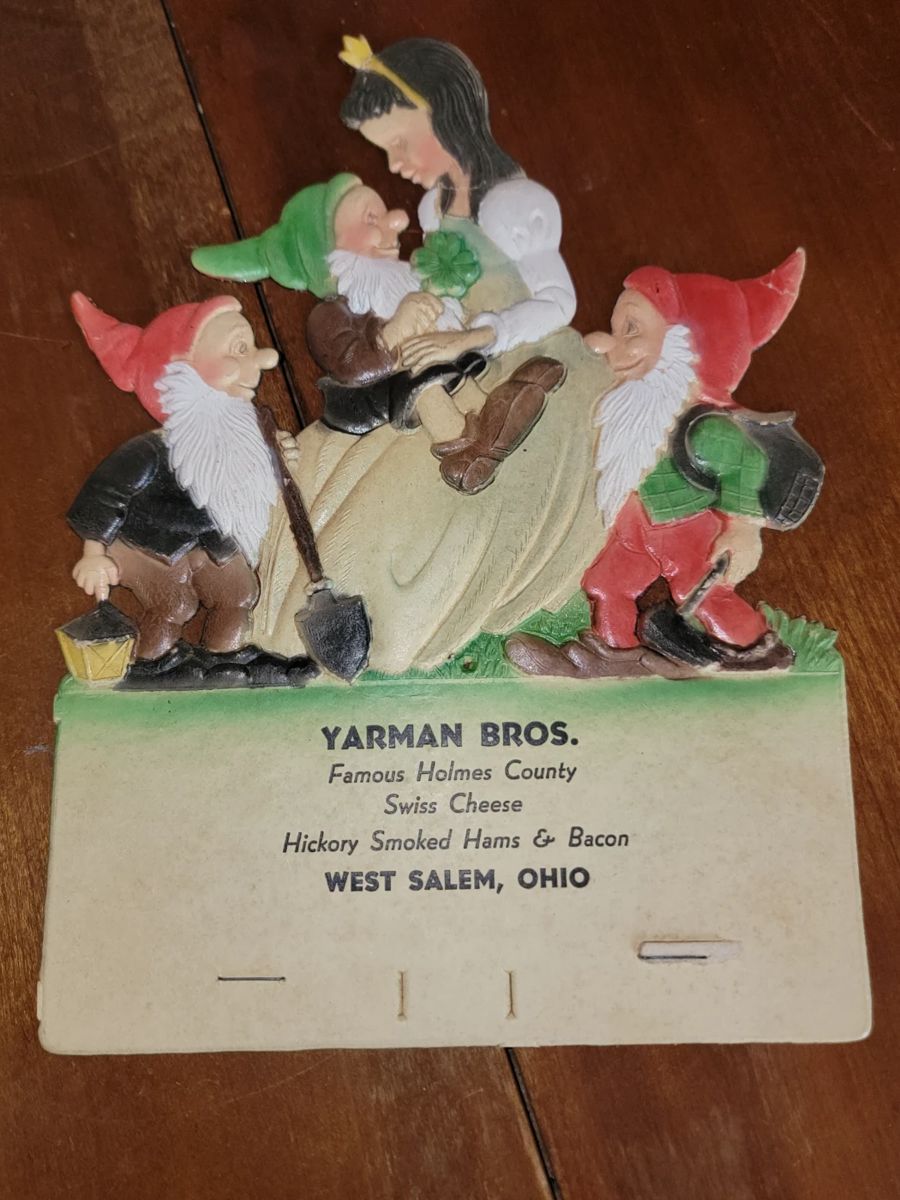 YARMAN BROS.
Famous Holmes County
Swiss Cheese
Hickory Smoked Hams & Bacon
WEST SALEM, OHIO